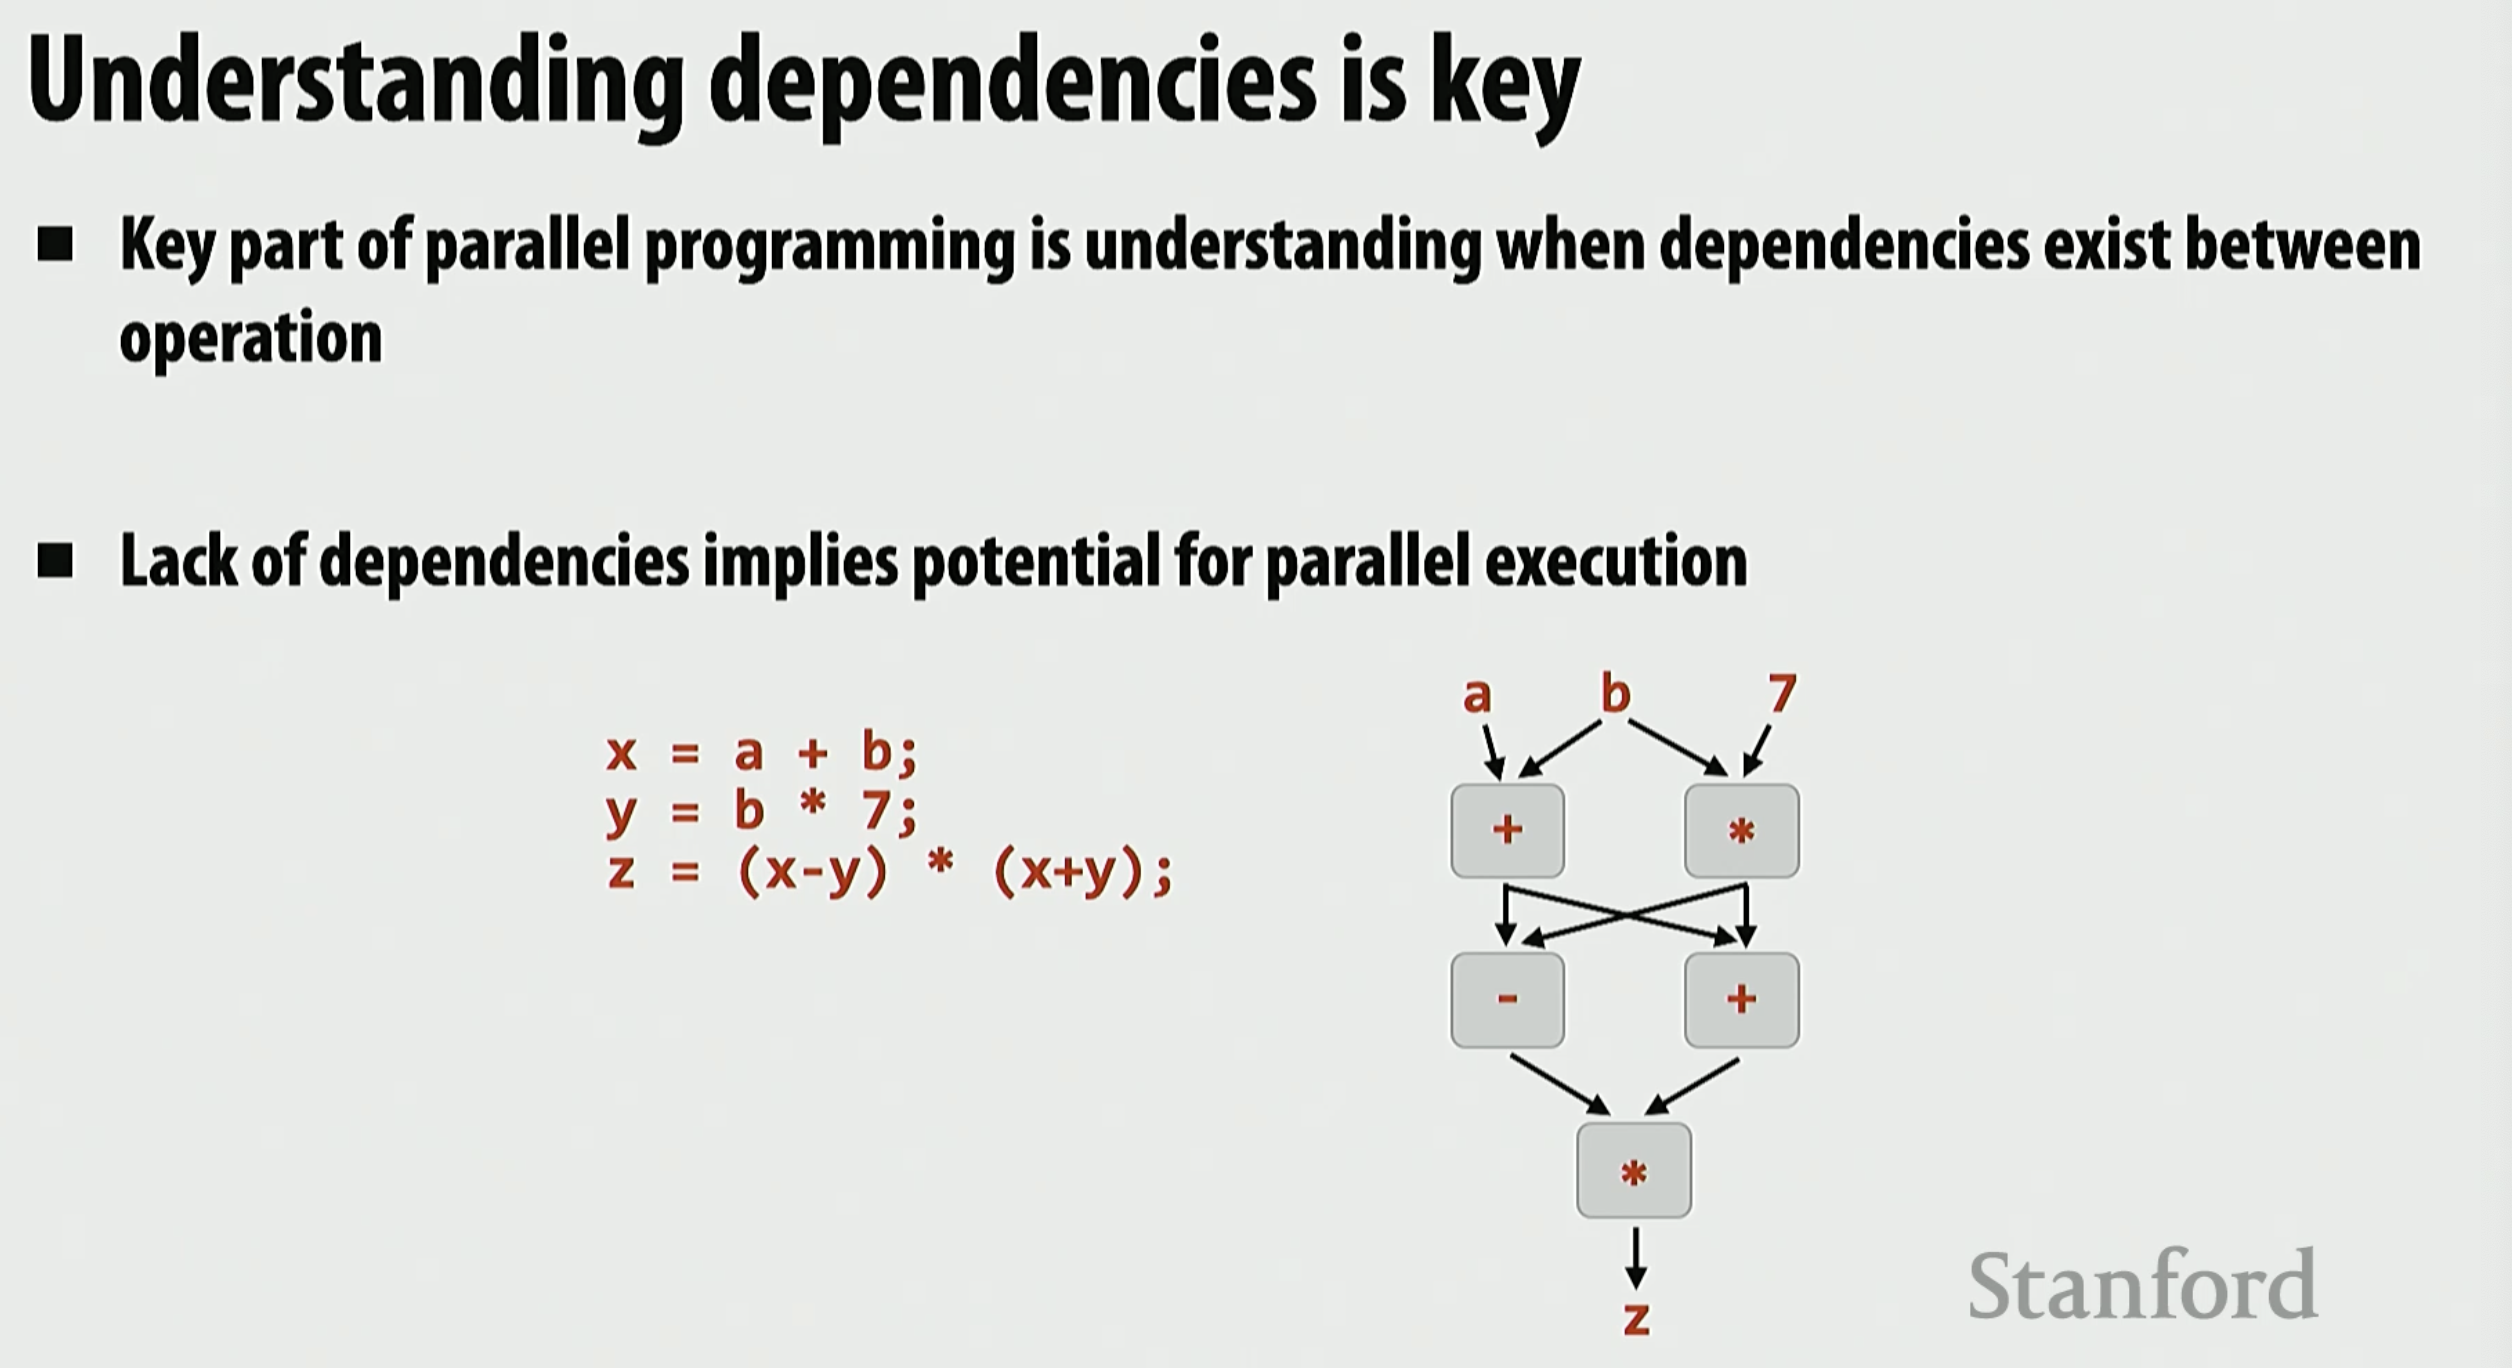 Understanding dependencies is key
■ Key part of parallel programming is understanding when dependencies exist between
operation
■ Lack of dependencies implies potential for parallel execution
x = a + b;
y = b * 7;
z = (x-y) * (x+y);
a b 7
+ *
- +
*
z
Stanford